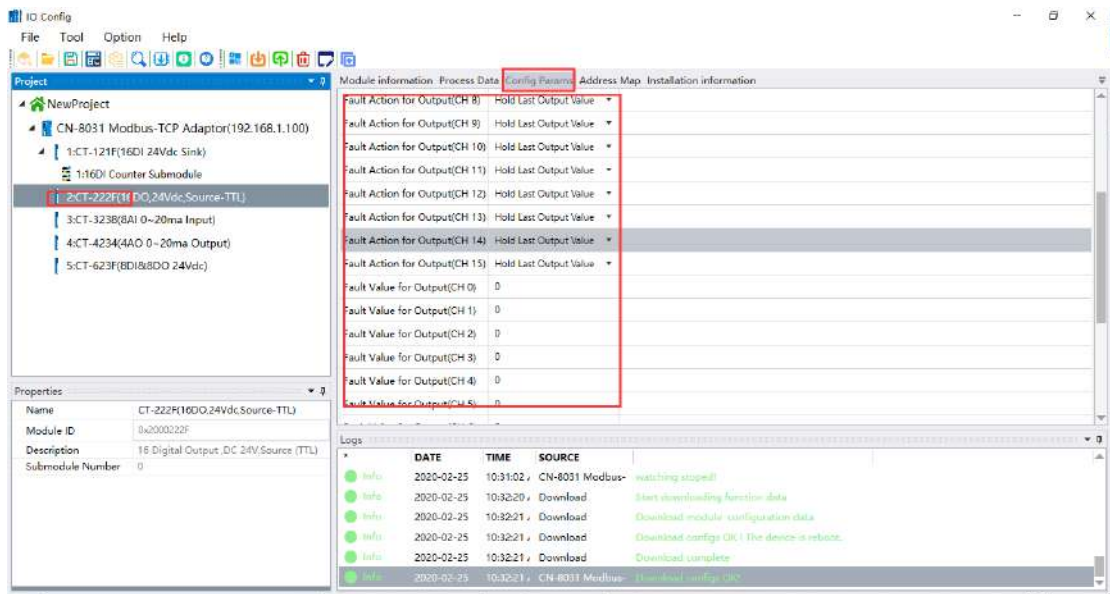 IO Config
File Tool Option Help
Project
NewProject
CN-8031 Modbus-TCP Adaptor(192.168.1.100)
1:CT-121F(16DI 24Vdc Sink)
1:16DI Counter Submodule
2:CT-222F(16DO,24Vdc,Source-TTL)
3:CT-3238(8AI 0~20ma Input)
4:CT-4234(4AO 0~20ma Output)
5:CT-623F(8DI&8DO 24Vdc)
Module information Process Data Config Params Address Map Installation information
Fault Action for Output(CH 8) Hold Last Output Value
Fault Action for Output(CH 9) Hold Last Output Value
Fault Action for Output(CH 10) Hold Last Output Value
Fault Action for Output(CH 11) Hold Last Output Value
Fault Action for Output(CH 12) Hold Last Output Value
Fault Action for Output(CH 13) Hold Last Output Value
Fault Action for Output(CH 14) Hold Last Output Value
Fault Action for Output(CH 15) Hold Last Output Value
Fault Value for Output(CH 0) 0
Fault Value for Output(CH 1) 0
Fault Value for Output(CH 2) 0
Fault Value for Output(CH 3) 0
Fault Value for Output(CH 4) 0
Fault Value for Output(CH 5) 0
Properties
Name CT-222F(16DO,24Vdc,Source-TTL)
Module ID 0x2000222F
Description 16 Digital Output ,DC 24V,Source (TTL)
Submodule Number 0
Logs
* DATE TIME SOURCE
Info 2020-02-25 10:31:02 CN-8031 Modbus- watching stoped!
Info 2020-02-25 10:32:20 Download Start downloading function data
Info 2020-02-25 10:32:21 Download Download module configuration data
Info 2020-02-25 10:32:21 Download Download configs OK! The device is rebote.
Info 2020-02-25 10:32:21 Download Download complete
Info 2020-02-25 10:32:21 CN-8031 Modbus- Download configs OK!